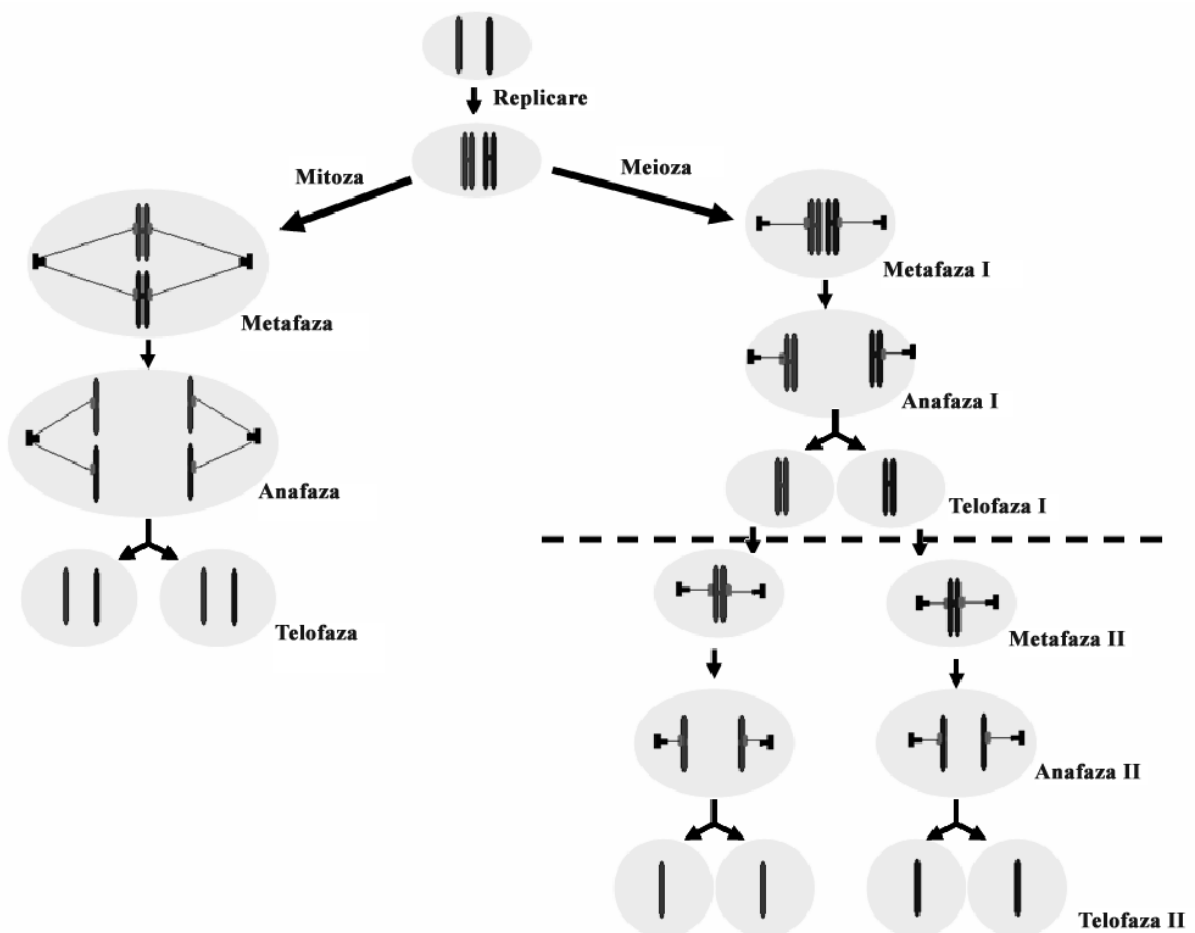 Replicare
Mitoza
Meioza
Metafaza I
Metafaza
Anafaza I
Anafaza
Telofaza I
Telofaza
Metafaza II
Anafaza II
Telofaza II